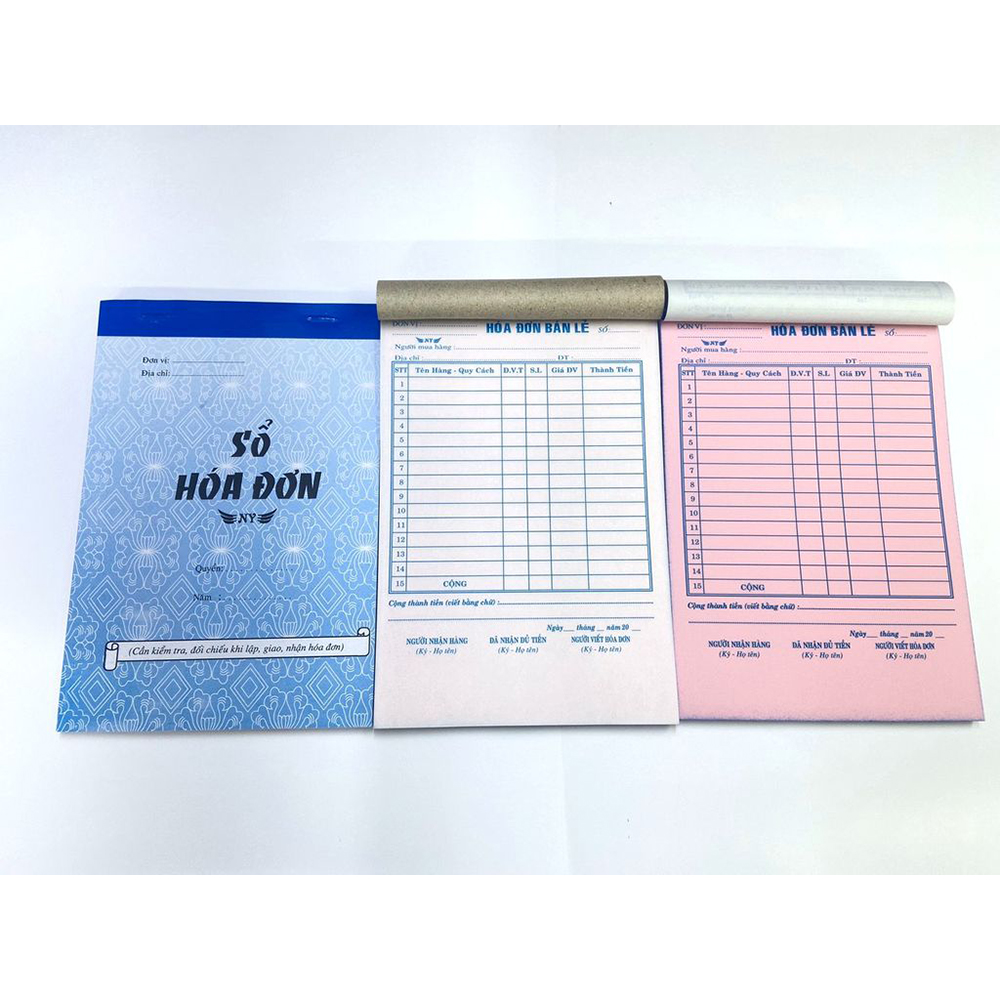 Đơn vị:
Địa chỉ:
SỔ
HÓA ĐƠN
NY
Quyển:
Năm :
(Cần kiểm tra, đối chiếu khi lập, giao, nhận hóa đơn)
ĐƠN VỊ : HÓA ĐƠN BÁN LẺ SỐ:
NY
Người mua hàng :
Địa chỉ : ĐT :
STT Tên Hàng - Quy Cách Đ.V.T S.L Giá ĐV Thành Tiền
1
2
3
4
5
6
7
8
9
10
11
12
13
14
15 CỘNG
Cộng thành tiền (viết bằng chữ) :
Ngày tháng năm 20
NGƯỜI NHẬN HÀNG ĐÃ NHẬN ĐỦ TIỀN NGƯỜI VIẾT HÓA ĐƠN
(Ký - Họ tên) (Ký - Họ tên) (Ký - Họ tên)
ĐƠN VỊ : HÓA ĐƠN BÁN LẺ SỐ:
NY
Người mua hàng :
Địa chỉ : ĐT :
STT Tên Hàng - Quy Cách Đ.V.T S.L Giá ĐV Thành Tiền
1
2
3
4
5
6
7
8
9
10
11
12
13
14
15 CỘNG
Cộng thành tiền (viết bằng chữ) :
Ngày tháng năm 20
NGƯỜI NHẬN HÀNG ĐÃ NHẬN ĐỦ TIỀN NGƯỜI VIẾT HÓA ĐƠN
(Ký - Họ tên) (Ký - Họ tên) (Ký - Họ tên)